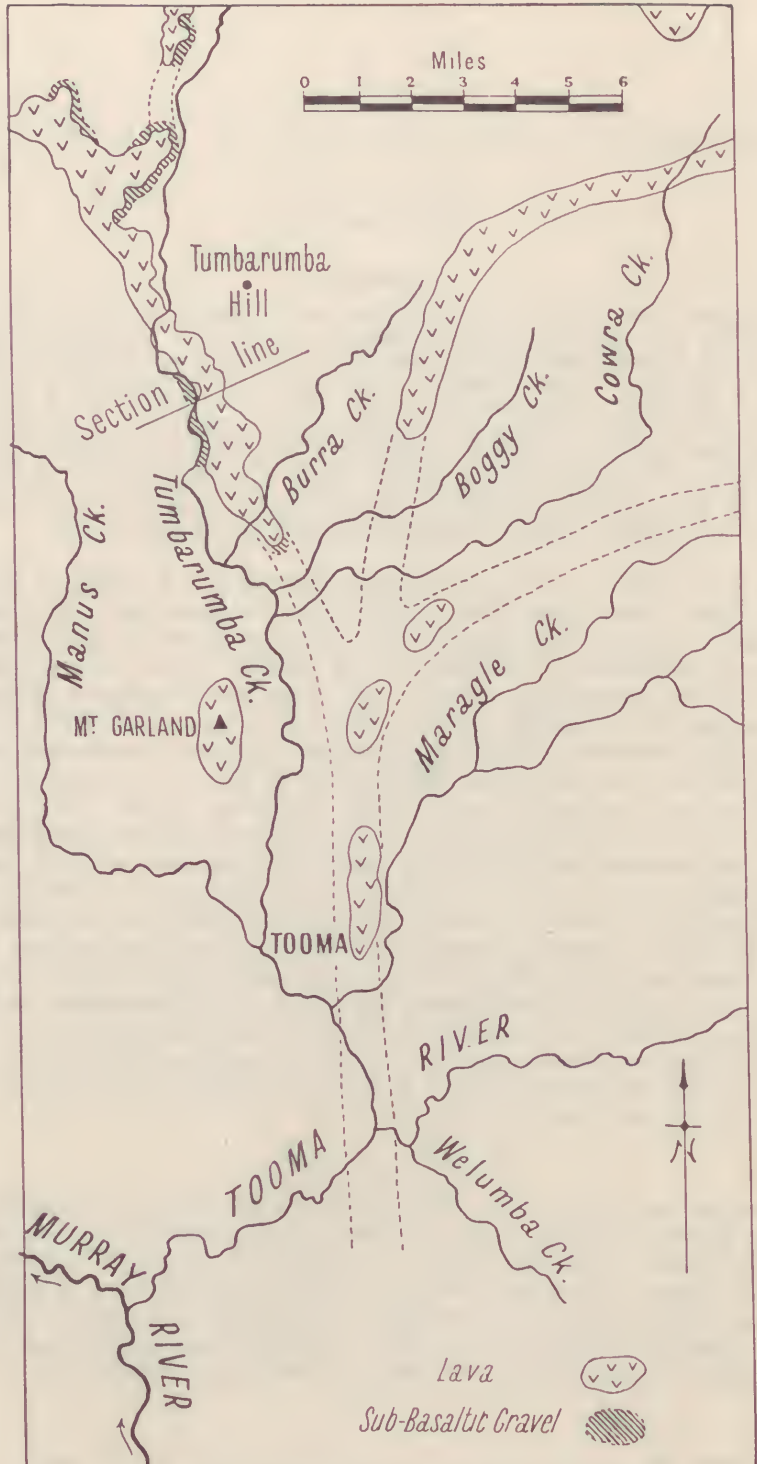 Miles
0 1 2 3 4 5 6
Tumbarumba
Hill
Section line
Burra Ck.
Boggy Ck.
Cowra Ck.
Manus Ck.
Tumbarumba Ck.
Maragle Ck.
MT GARLAND
TOOMA
RIVER
TOOMA
Welumba Ck.
MURRAY
RIVER
N
Lava
Sub-Basaltic Gravel